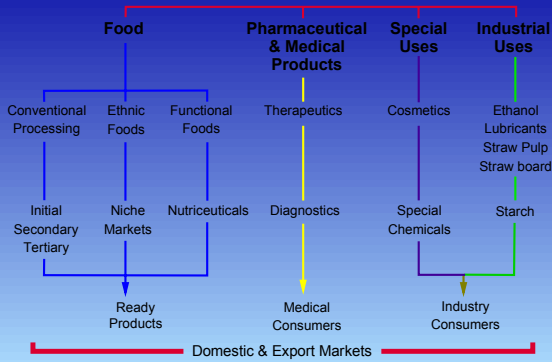 Food
Pharmaceutical
& Medical
Products
Special
Uses
Industrial
Uses
Conventional
Processing
Ethnic
Foods
Functional
Foods
Therapeutics
Cosmetics
Ethanol
Lubricants
Straw Pulp
Straw board
Initial
Secondary
Tertiary
Niche
Markets
Nutriceuticals
Diagnostics
Special
Chemicals
Starch
Ready
Products
Medical
Consumers
Industry
Consumers
Domestic & Export Markets